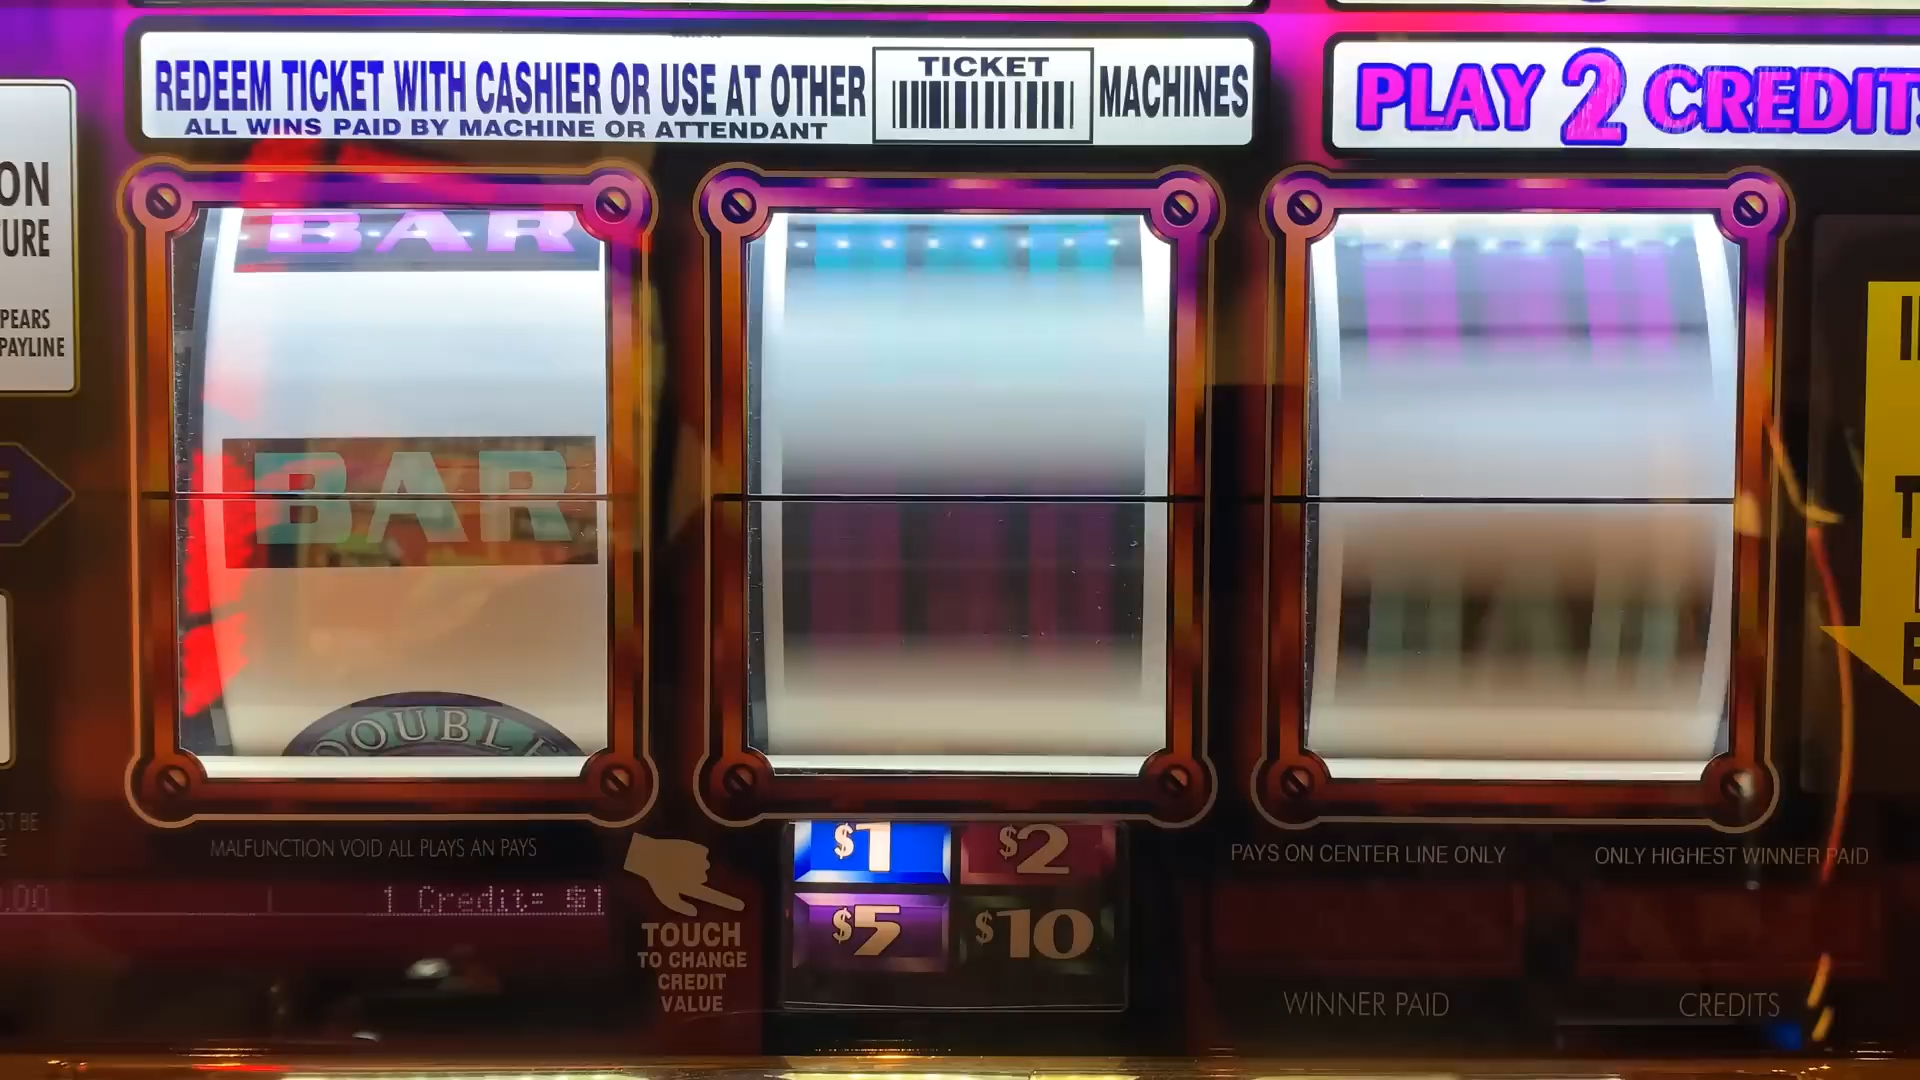 REDEEM TICKET WITH CASHIER OR USE AT OTHER TICKET MACHINES
ALL WINS PAID BY MACHINE OR ATTENDANT
PLAY 2 CREDITS
ON
URE
PEARS
PAYLINE
BAR
BAR
DOUBLE
MALFUNCTION VOID ALL PLAYS AN PAYS
1 Credit= $1
TOUCH
TO CHANGE
CREDIT
VALUE
$1
$2
$5
$10
PAYS ON CENTER LINE ONLY
ONLY HIGHEST WINNER PAID
WINNER PAID
CREDITS